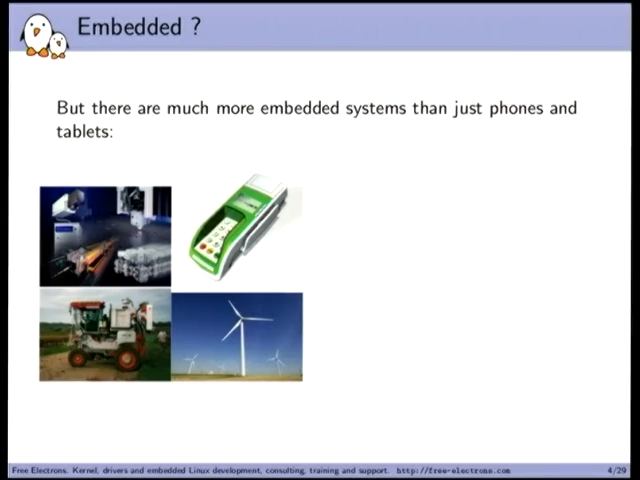 Embedded ?
But there are much more embedded systems than just phones and
tablets:
Free Electrons. Kernel, drivers and embedded Linux development, consulting, training and support. http://free-electrons.com
4/29